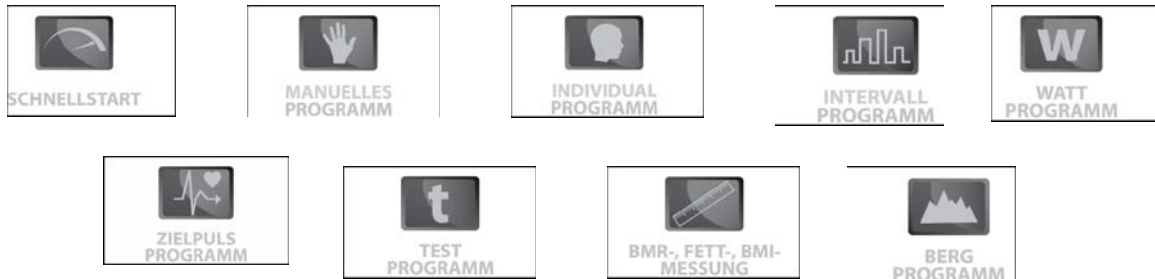 SCHNELLSTART
MANUELLES
PROGRAMM
INDIVIDUAL
PROGRAMM
INTERVALL
PROGRAMM
W
WATT
PROGRAMM
ZIELPULS
PROGRAMM
t
TEST
PROGRAMM
BMR-, FETT-, BMI-
MESSUNG
BERG
PROGRAMM